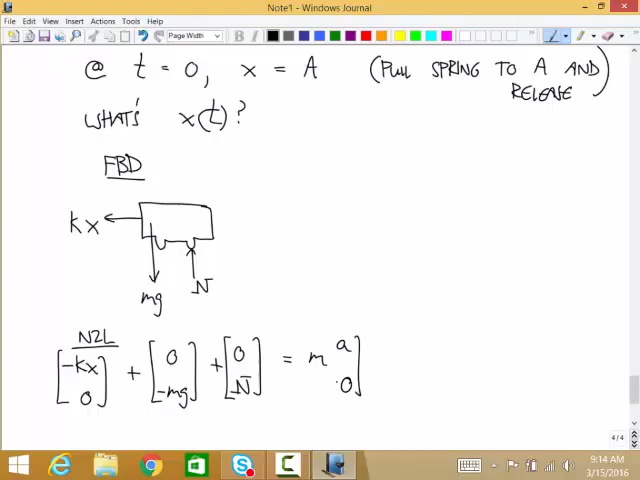 Note1 - Windows Journal
File Edit View Insert Actions Tools Help
Page Width
B
@ t = 0, x = A (PULL SPRING TO A AND RELEASE)
WHAT'S x(t)?
FBD
kx
mg
N
N2L
[-kx 0] + [0 -mg] + [0 N] = m [a 0]
4/4
9:14 AM
3/15/2016